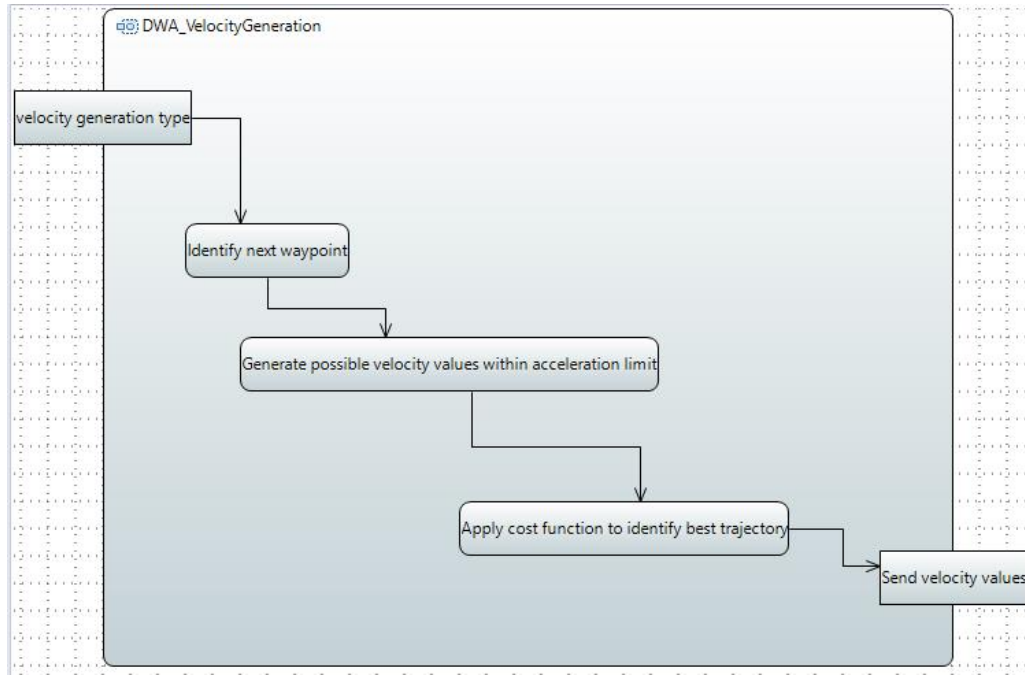 DWA_VelocityGeneration
velocity generation type
Identify next waypoint
Generate possible velocity values within acceleration limit
Apply cost function to identify best trajectory
Send velocity values